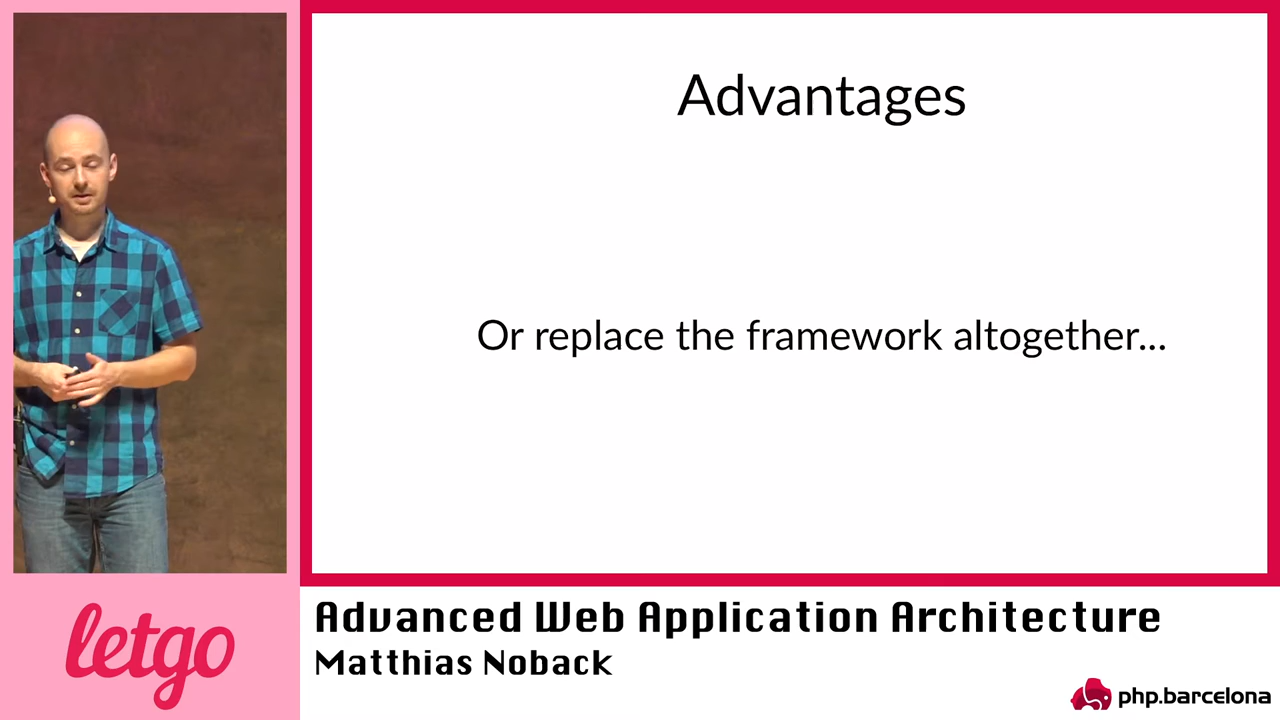 Advantages
Or replace the framework altogether...
Advanced Web Application Architecture
Matthias Noback
letgo
php.barcelona